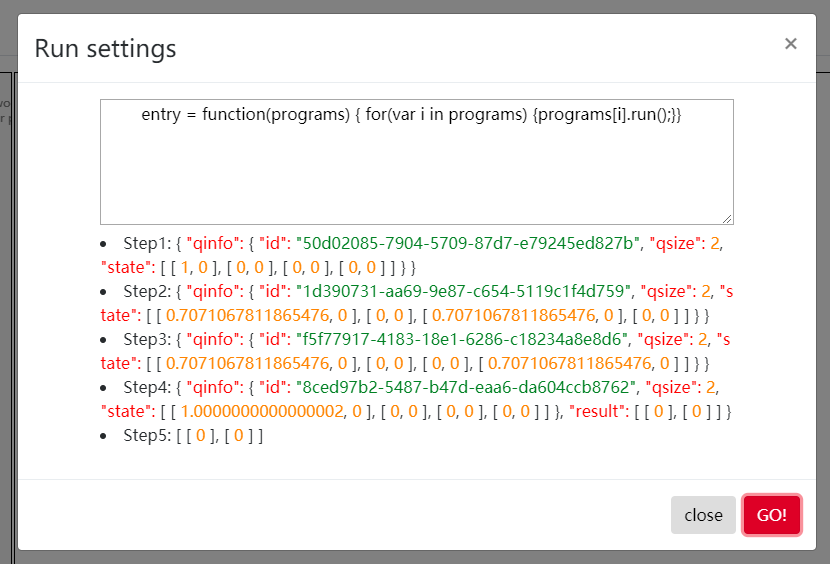 Run settings
×
wo
r p
entry = function(programs) { for(var i in programs) {programs[i].run();}}
• Step1: { "qinfo": { "id": "50d02085-7904-5709-87d7-e79245ed827b", "qsize": 2,
"state": [ [ 1, 0 ], [ 0, 0 ], [ 0, 0 ], [ 0, 0 ] ] } }
• Step2: { "qinfo": { "id": "1d390731-aa69-9e87-c654-5119c1f4d759", "qsize": 2, "s
tate": [ [ 0.7071067811865476, 0 ], [ 0, 0 ], [ 0.7071067811865476, 0 ], [ 0, 0 ] ] } }
• Step3: { "qinfo": { "id": "f5f77917-4183-18e1-6286-c18234a8e8d6", "qsize": 2, "s
tate": [ [ 0.7071067811865476, 0 ], [ 0, 0 ], [ 0, 0 ], [ 0.7071067811865476, 0 ] ] } }
• Step4: { "qinfo": { "id": "8ced97b2-5487-b47d-eaa6-da604ccb8762", "qsize": 2,
"state": [ [ 1.0000000000000002, 0 ], [ 0, 0 ], [ 0, 0 ], [ 0, 0 ] ] }, "result": [ [ 0 ], [ 0 ] ] }
• Step5: [ [ 0 ], [ 0 ] ]
close
GO!